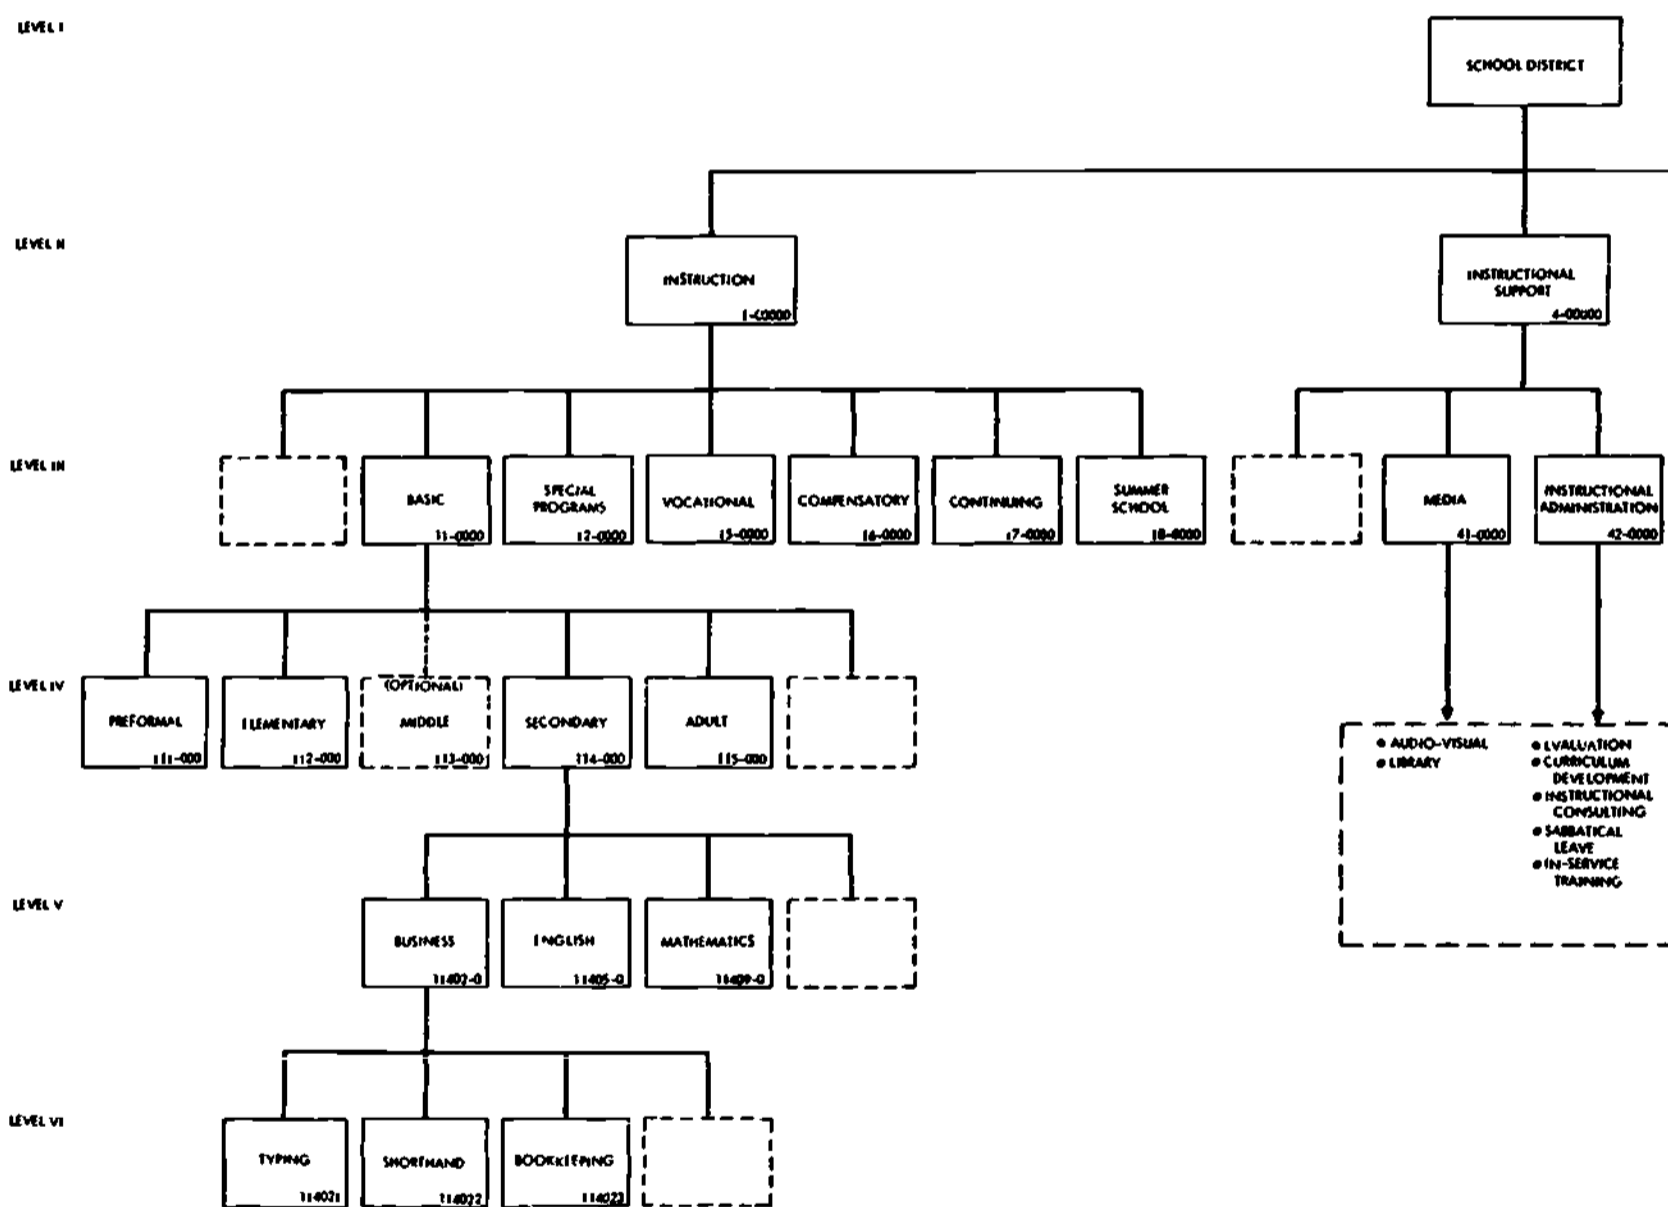 LEVEL I
SCHOOL DISTRICT
LEVEL II
INSTRUCTION
1-00000
INSTRUCTIONAL
SUPPORT
4-00000
LEVEL III
BASIC
11-0000
SPECIAL
PROGRAMS
12-0000
VOCATIONAL
15-0000
COMPENSATORY
16-0000
CONTINUING
17-0000
SUMMER
SCHOOL
18-0000
MEDIA
41-0000
INSTRUCTIONAL
ADMINISTRATION
42-0000
LEVEL IV
PREFORMAL
111-000
ELEMENTARY
112-000
(OPTIONAL)
MIDDLE
113-000
SECONDARY
114-000
ADULT
115-000
● AUDIO-VISUAL
● LIBRARY
● EVALUATION
● CURRICULUM
DEVELOPMENT
● INSTRUCTIONAL
CONSULTING
● SABBATICAL
LEAVE
● IN-SERVICE
TRAINING
LEVEL V
BUSINESS
11402-0
ENGLISH
11405-0
MATHEMATICS
11409-0
LEVEL VI
TYPING
114021
SHORTHAND
114022
BOOKKEEPING
114023